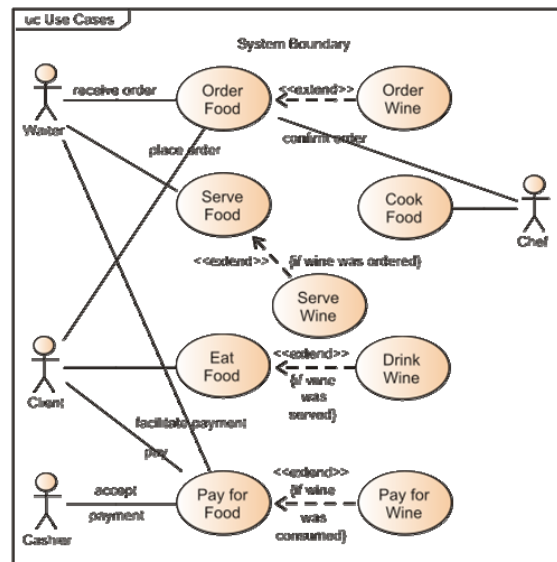 uc Use Cases
System Boundary
receive order
Order
Food
<<extend>>
Order
Wine
Waiter
place order
confirm order
Serve
Food
Cook
Food
Chef
<<extend>>
{if wine was ordered}
Serve
Wine
Eat
Food
<<extend>>
{if wine
was
served}
Drink
Wine
Client
facilitate payment
pay
accept
payment
Pay for
Food
<<extend>>
{if wine
was
consumed}
Pay for
Wine
Cashier